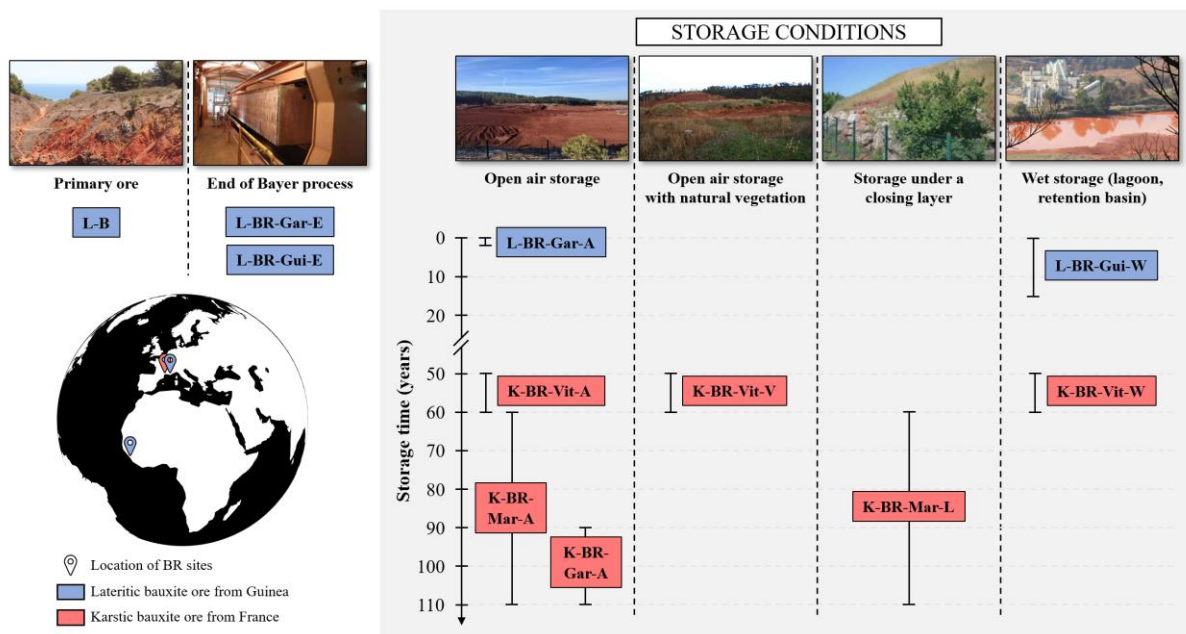 STORAGE CONDITIONS
Primary ore
End of Bayer process
L-B
L-BR-Gar-E
L-BR-Gui-E
Location of BR sites
Lateritic bauxite ore from Guinea
Karstic bauxite ore from France
Open air storage
Open air storage
with natural vegetation
Storage under a
closing layer
Wet storage (lagoon,
retention basin)
Storage time (years)
0
10
20
50
60
70
80
90
100
110
L-BR-Gar-A
L-BR-Gui-W
K-BR-Vit-A
K-BR-Vit-V
K-BR-Vit-W
K-BR-
Mar-A
K-BR-Mar-L
K-BR-
Gar-A